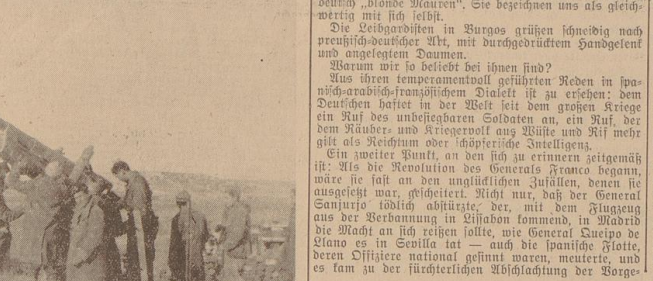 deutsch „blonde Mauren“. Sie bezeichnen uns als gleich-
wertig mit sich selbst.
Die Leibgardisten in Burgos grüßen schneidig nach
preußisch-deutscher Art, mit durchgedrücktem Handgelenk
und angelegtem Daumen.
Warum wir so beliebt bei ihnen sind?
Aus ihren temperamentvoll geführten Reden in spa-
nisch-arabisch-französischem Dialekt ist zu ersehen: dem
Deutschen haftet in der Welt seit dem großen Kriege
ein Ruf des unbesiegbaren Soldaten an, ein Ruf, der
dem Räuber- und Kriegervolk aus Wüste und Rif mehr
gilt als Reichtum oder schöpferische Intelligenz.
Ein zweiter Punkt, an den sich zu erinnern zeitgemäß
ist: Als die Revolution des Generals Franco begann,
wäre sie fast an den unglücklichen Zufällen, denen sie
ausgesetzt war, gescheitert. Nicht nur, daß der General
Sanjurjo tödlich abstürzte, der, mit dem Flugzeug
aus der Verbannung in Lissabon kommend, in Madrid
die Macht an sich reißen sollte, wie General Queipo de
Llano es in Sevilla tat — auch die spanische Flotte,
deren Offiziere national gesinnt waren, meuterte, und
es kam zu der fürchterlichen Abschlachtung der Vorge-